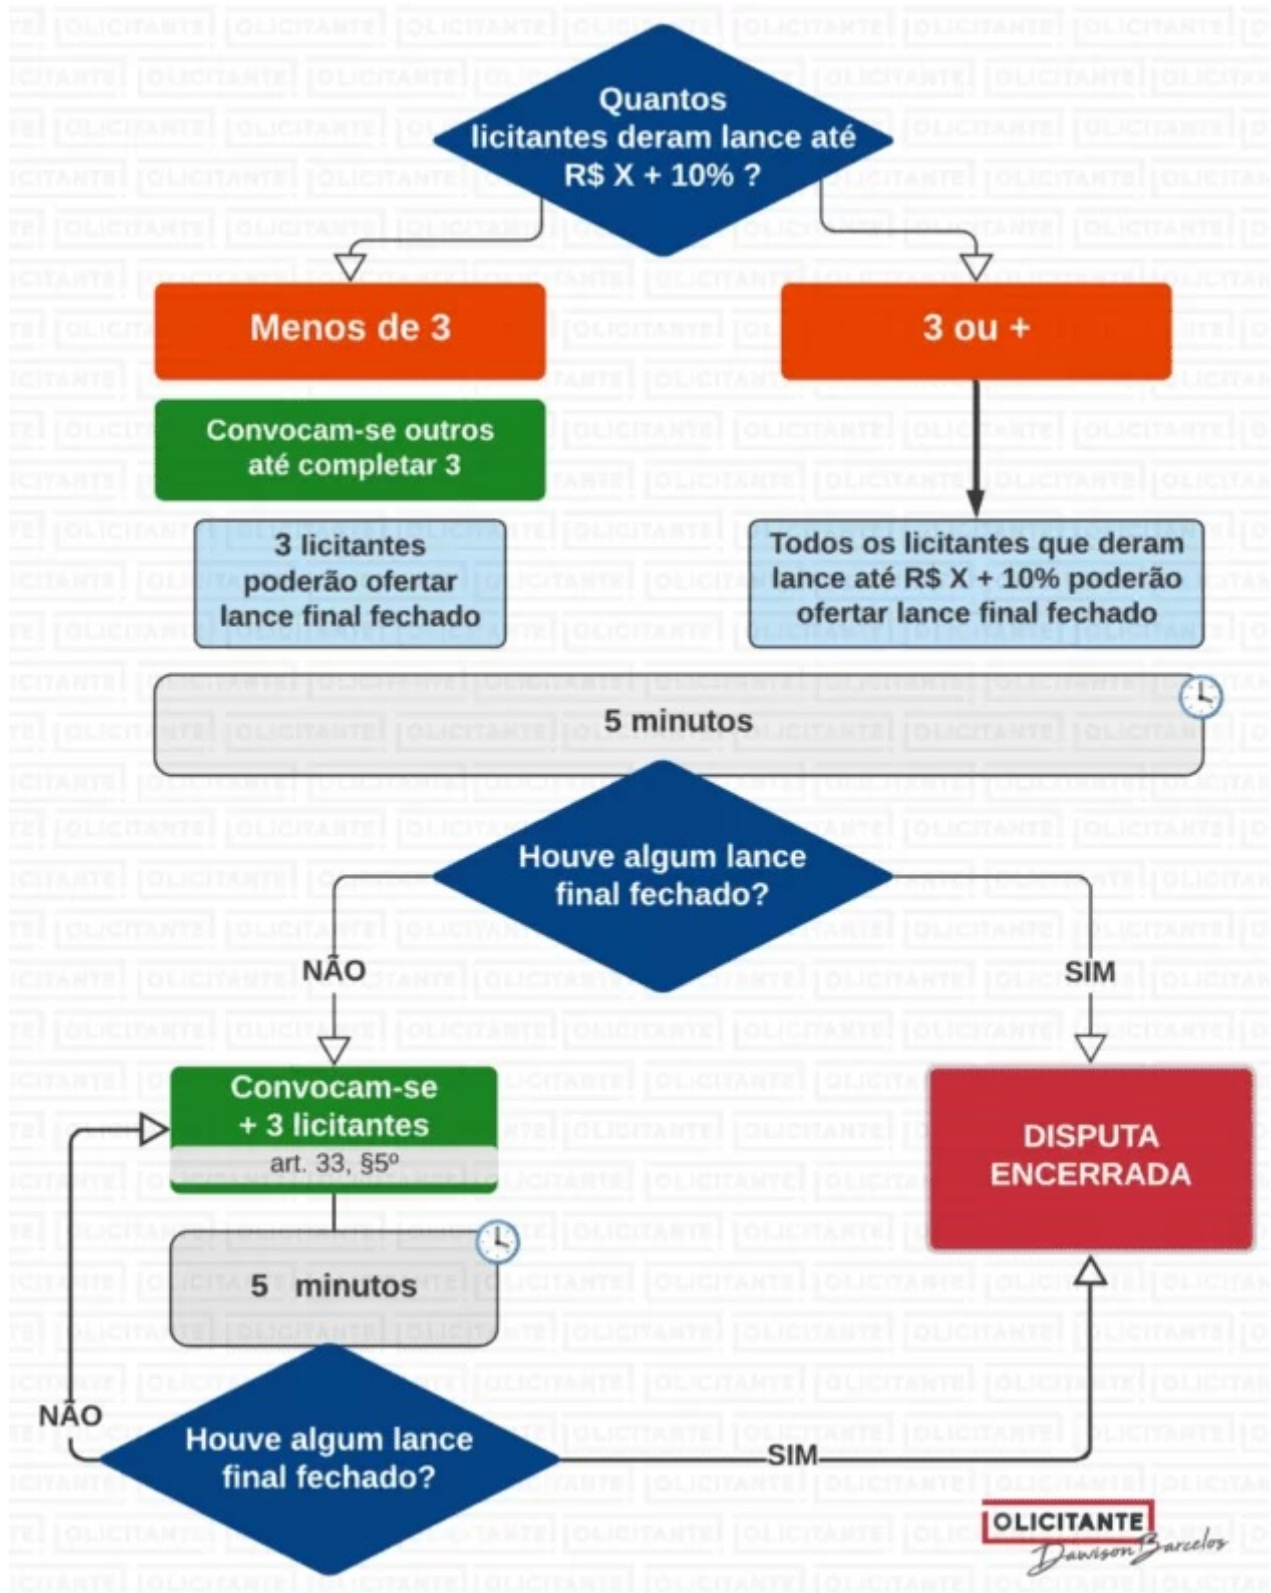 Quantos
licitantes deram lance até
R$ X + 10% ?
Menos de 3
3 ou +
Convocam-se outros
até completar 3
3 licitantes
poderão ofertar
lance final fechado
Todos os licitantes que deram
lance até R$ X + 10% poderão
ofertar lance final fechado
5 minutos
Houve algum lance
final fechado?
NÃO
SIM
Convocam-se
+ 3 licitantes
art. 33, §5º
DISPUTA
ENCERRADA
5 minutos
NÃO
Houve algum lance
final fechado?
SIM
OLICITANTE
Dawison Barcelos